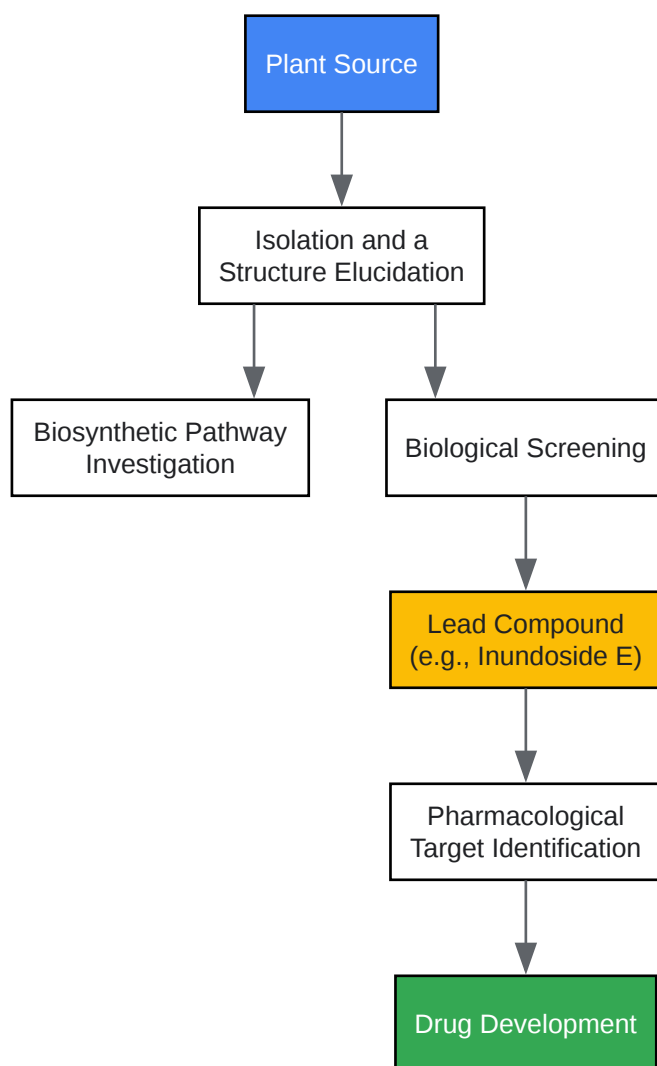 Plant Source
Isolation and a
Structure Elucidation
Biosynthetic Pathway
Investigation
Biological Screening
Lead Compound
(e.g., Inundoside E)
Pharmacological
Target Identification
Drug Development